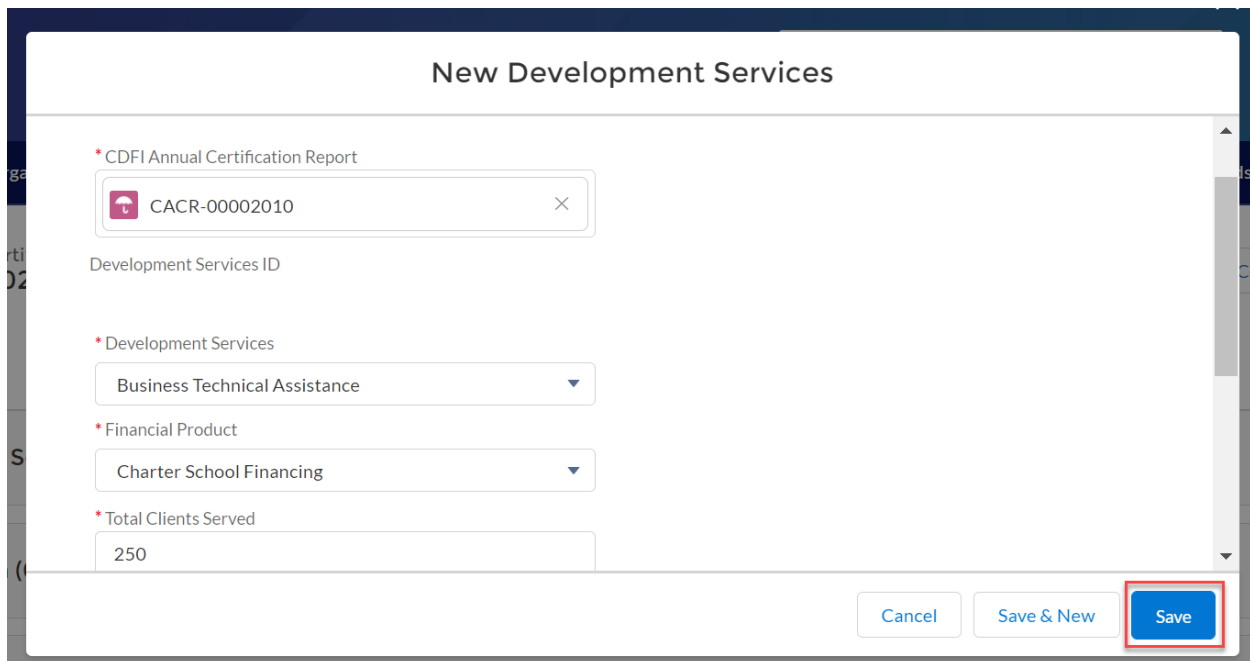 New Development Services
* CDFI Annual Certification Report
CACR-00002010
Development Services ID
* Development Services
Business Technical Assistance
* Financial Product
Charter School Financing
* Total Clients Served
250
Cancel
Save & New
Save